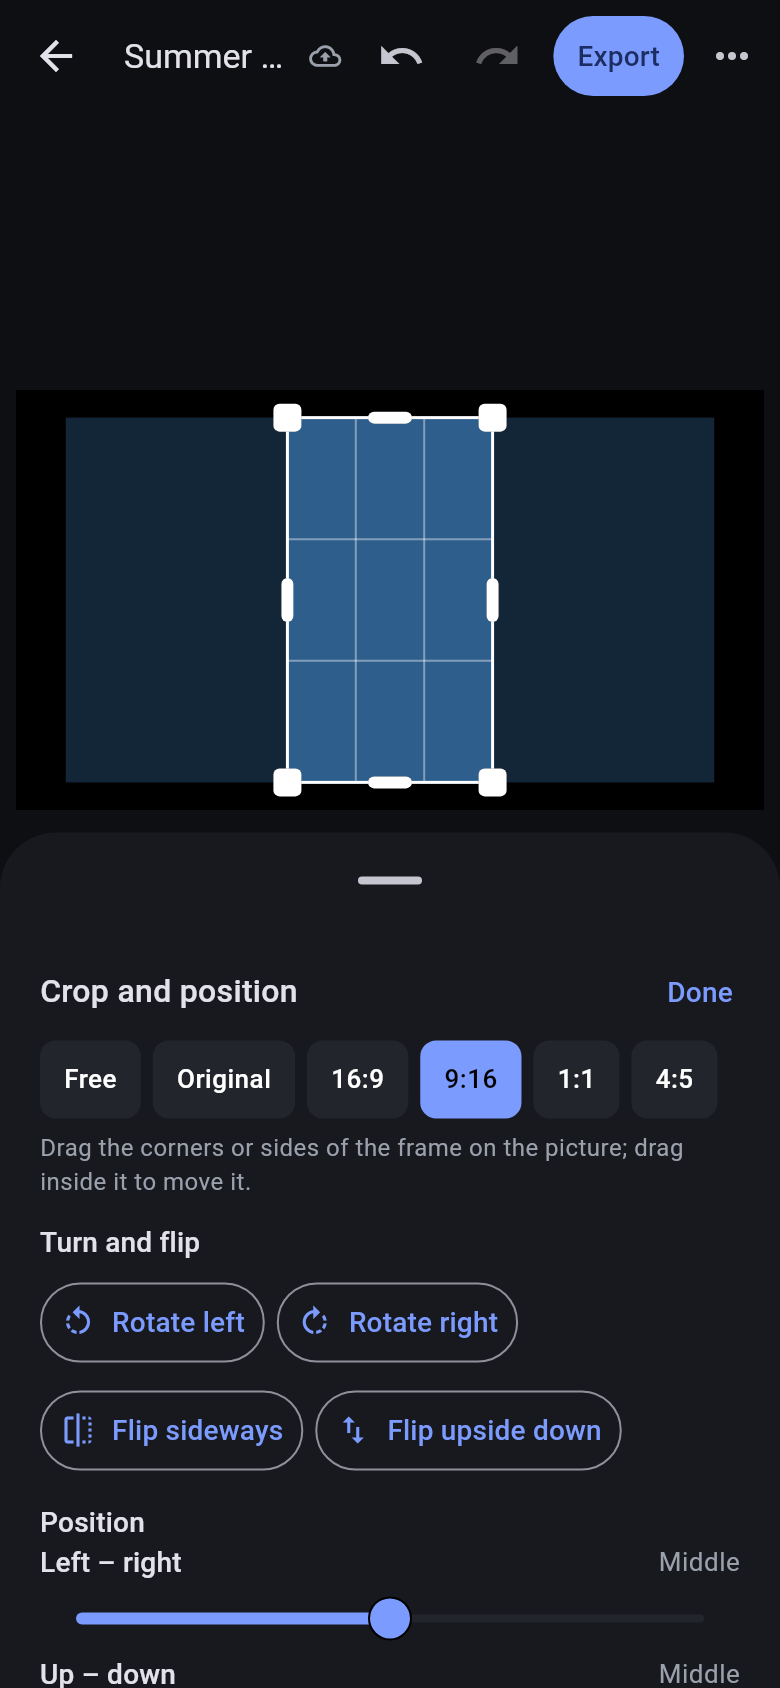 Summer ...
Export
Crop and position
Done
Free
Original
16:9
9:16
1:1
4:5
Drag the corners or sides of the frame on the picture; drag
inside it to move it.
Turn and flip
Rotate left
Rotate right
Flip sideways
Flip upside down
Position
Left – right
Middle
Up – down
Middle